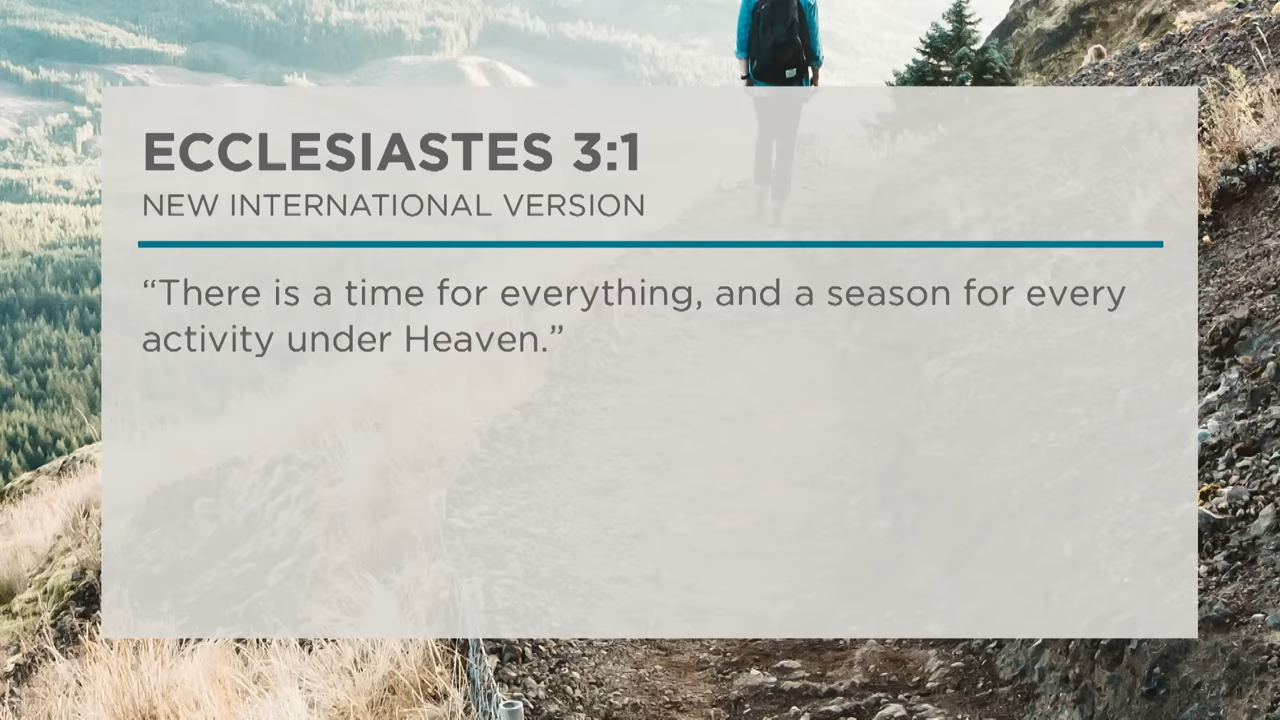 ECCLESIASTES 3:1
NEW INTERNATIONAL VERSION
“There is a time for everything, and a season for every
activity under Heaven.”